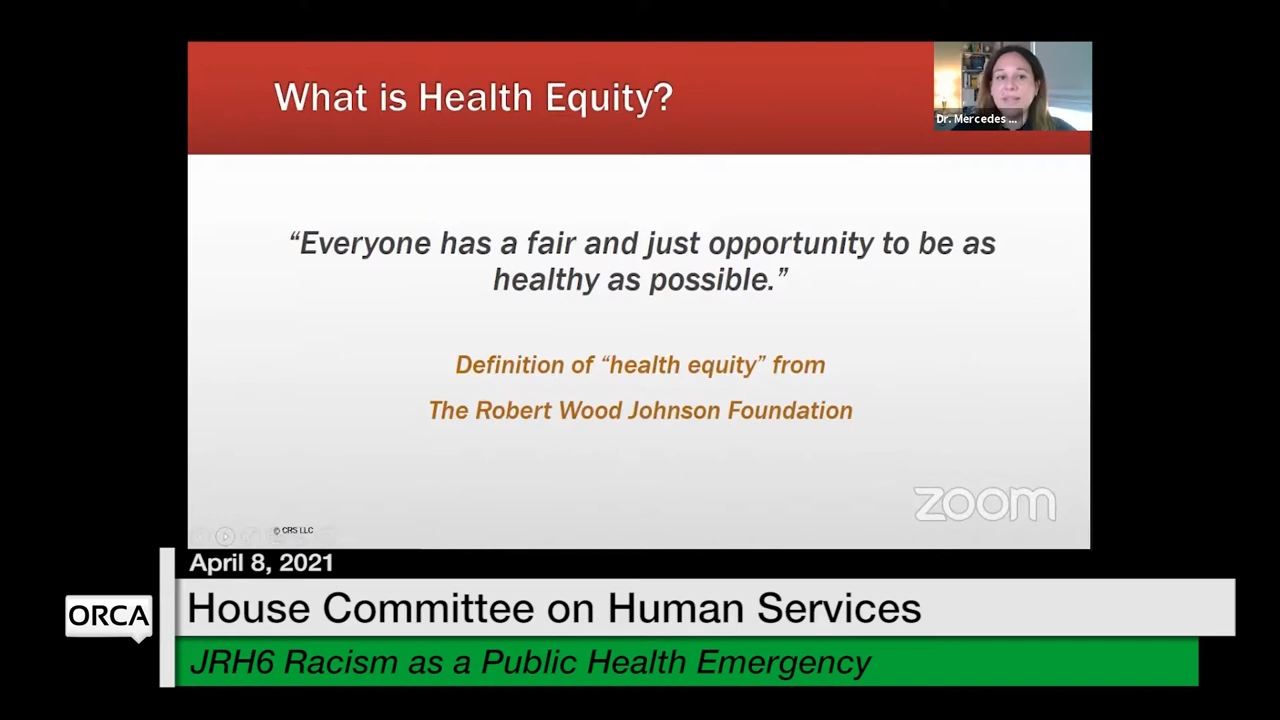 What is Health Equity?
Dr. Mercedes ...
“Everyone has a fair and just opportunity to be as
healthy as possible.”
Definition of “health equity” from
The Robert Wood Johnson Foundation
zoom
© CRS LLC
April 8, 2021
ORCA
House Committee on Human Services
JRH6 Racism as a Public Health Emergency